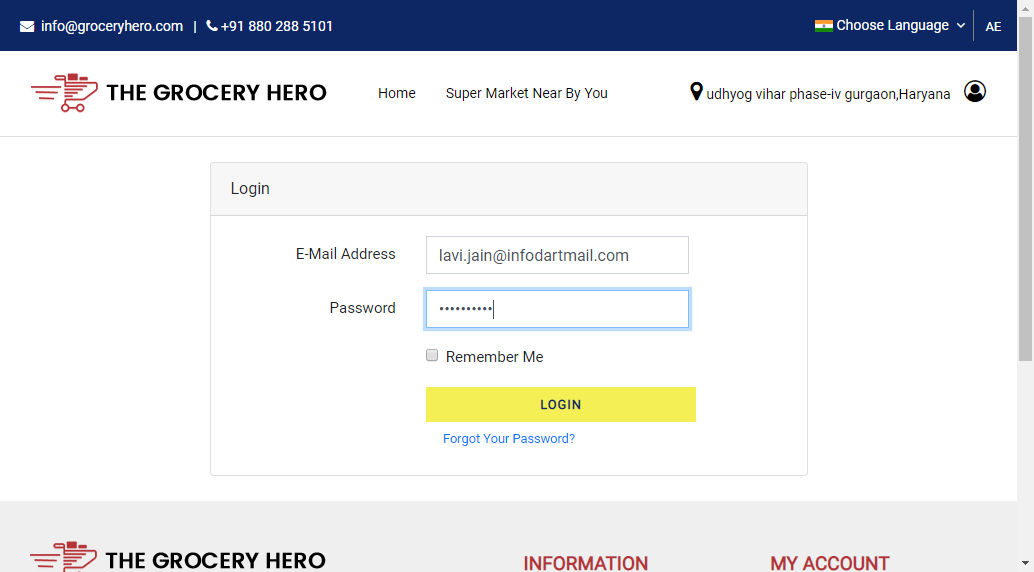 info@groceryhero.com | +91 880 288 5101 Choose Language AE
THE GROCERY HERO Home Super Market Near By You udhyog vihar phase-iv gurgaon,Haryana
Login
E-Mail Address lavi.jain@infodartmail.com
Password ••••••••••
Remember Me
LOGIN
Forgot Your Password?
THE GROCERY HERO INFORMATION MY ACCOUNT